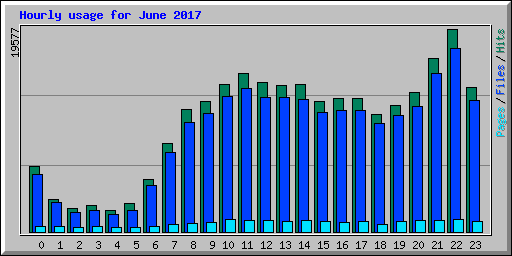 Hourly usage for June 2017
19577
Pages/Files/Hits
0 1 2 3 4 5 6 7 8 9 10 11 12 13 14 15 16 17 18 19 20 21 22 23